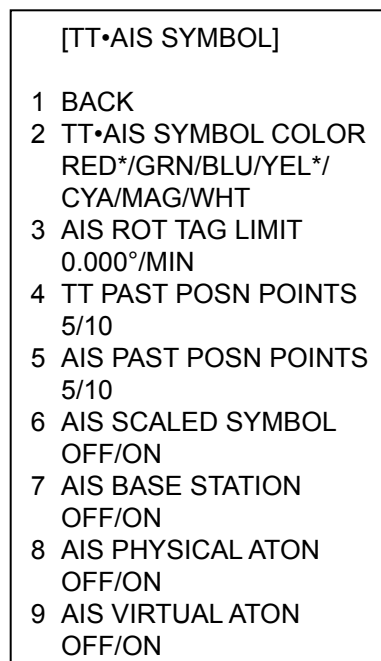 [TT•AIS SYMBOL]
1 BACK
2 TT•AIS SYMBOL COLOR
RED*/GRN/BLU/YEL*/
CYA/MAG/WHT
3 AIS ROT TAG LIMIT
0.000°/MIN
4 TT PAST POSN POINTS
5/10
5 AIS PAST POSN POINTS
5/10
6 AIS SCALED SYMBOL
OFF/ON
7 AIS BASE STATION
OFF/ON
8 AIS PHYSICAL ATON
OFF/ON
9 AIS VIRTUAL ATON
OFF/ON